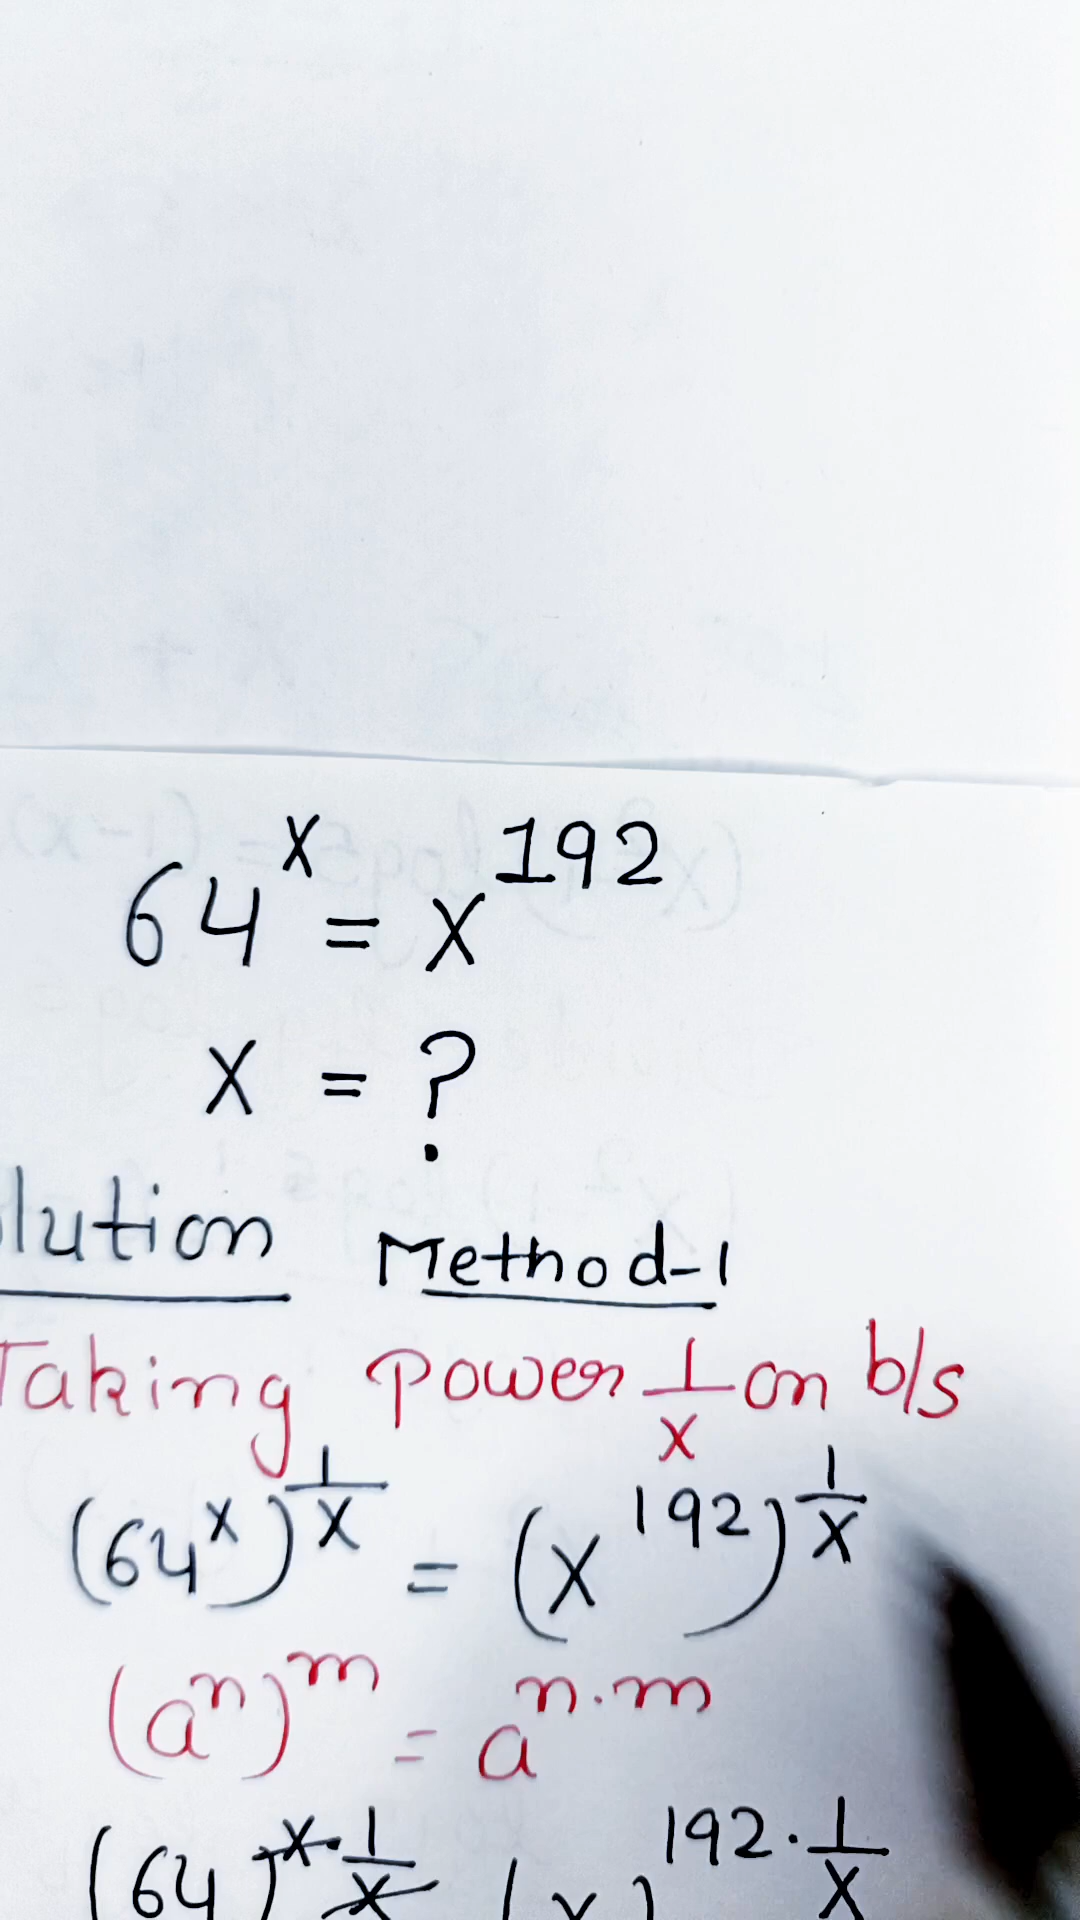 64^x = x^192
x = ?
lution Method-1
Taking Power 1/x on b/s
(64^x)^1/x = (x^192)^1/x
(a^n)^m = a^n.m
(64)^x·1/x (x)^192·1/x